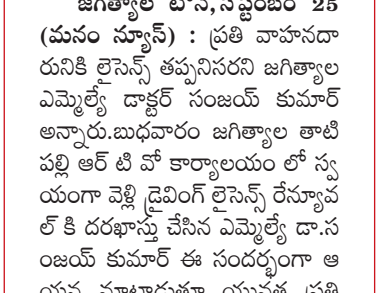 జగిత్యాల టౌన్,సెప్టెంబర్ 25
(మనం న్యూస్) : ప్రతి వాహనదా
రునికి లైసెన్స్ తప్పనిసరని జగిత్యాల
ఎమ్మెల్యే డాక్టర్ సంజయ్ కుమార్
అన్నారు.బుధవారం జగిత్యాల తాటి
పల్లి ఆర్ టి వో కార్యాలయం లో స్వ
యంగా వెళ్లి డ్రైవింగ్ లైసెన్స్ రేన్యూవ
ల్ కి దరఖాస్తు చేసిన ఎమ్మెల్యే డా.స
ంజయ్ కుమార్ ఈ సందర్భంగా ఆ
యన మాట్లాడుతూ యువత ప్రతి